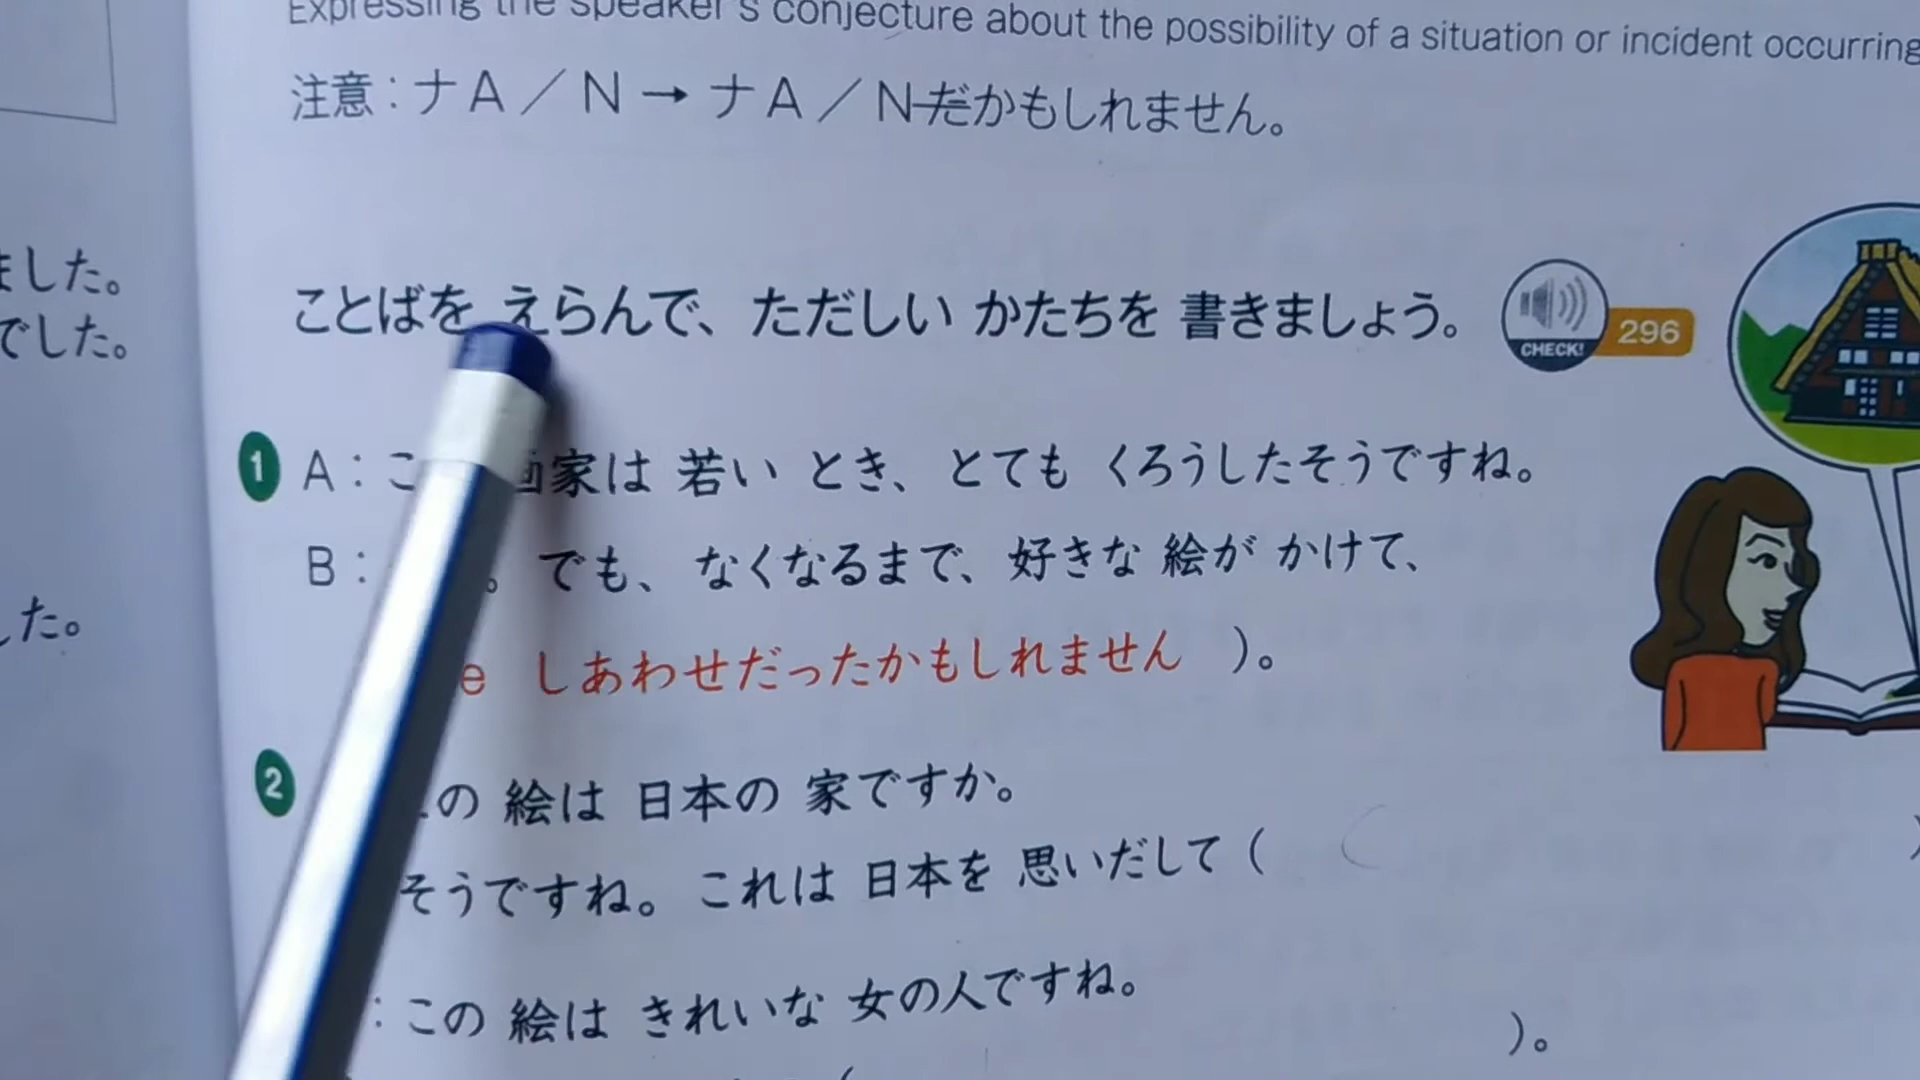 Expressing the speaker's conjecture about the possibility of a situation or incident occurring
注意：ナA／N→ナA／Nだかもしれません。
ました。
でした。
した。
ことばを えらんで、ただしい かたちを 書きましょう。
CHECK!
296
1 A：こ 画家は 若い とき、とても くろうしたそうですね。
B： 。でも、なくなるまで、好きな 絵が かけて、
e しあわせだったかもしれません ）。
2 の 絵は 日本の 家ですか。
そうですね。これは 日本を 思いだして（
）
：この 絵は きれいな 女の人ですね。
（ ）。